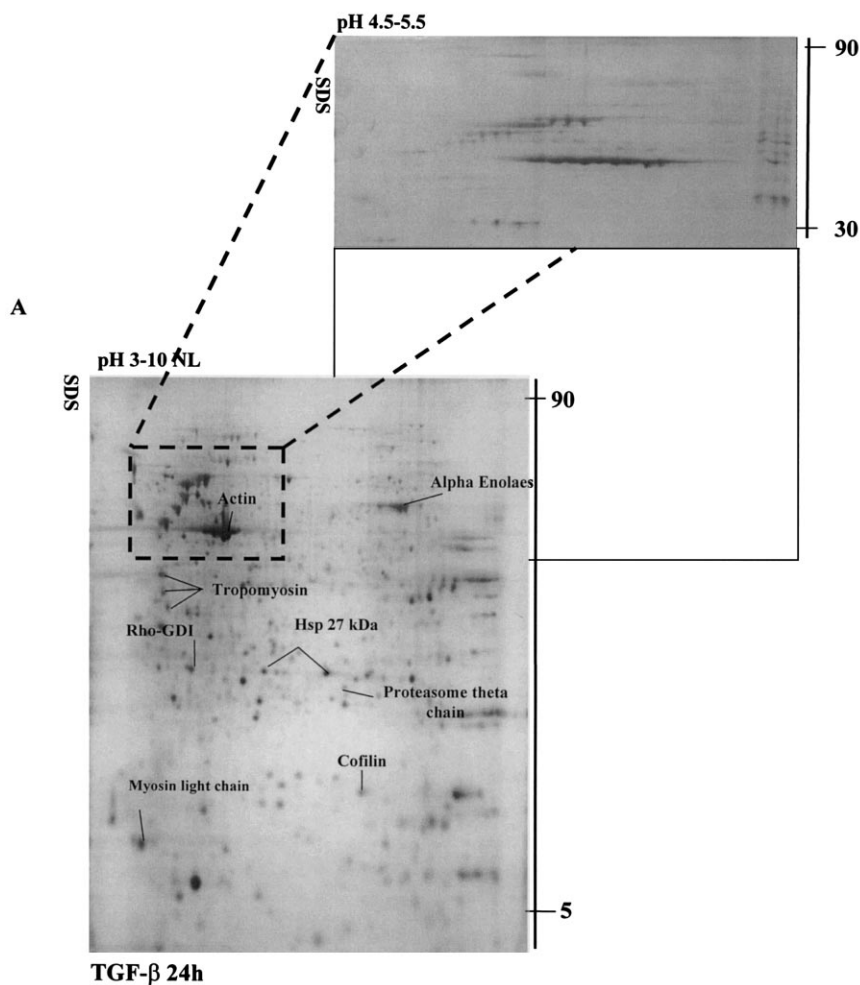 pH 4.5-5.5
SDS
90
30
A
pH 3-10 NL
SDS
90
Alpha Enolaes
Actin
Tropomyosin
Rho-GDI
Hsp 27 kDa
Proteasome theta
chain
Cofilin
Myosin light chain
5
TGF-β 24h